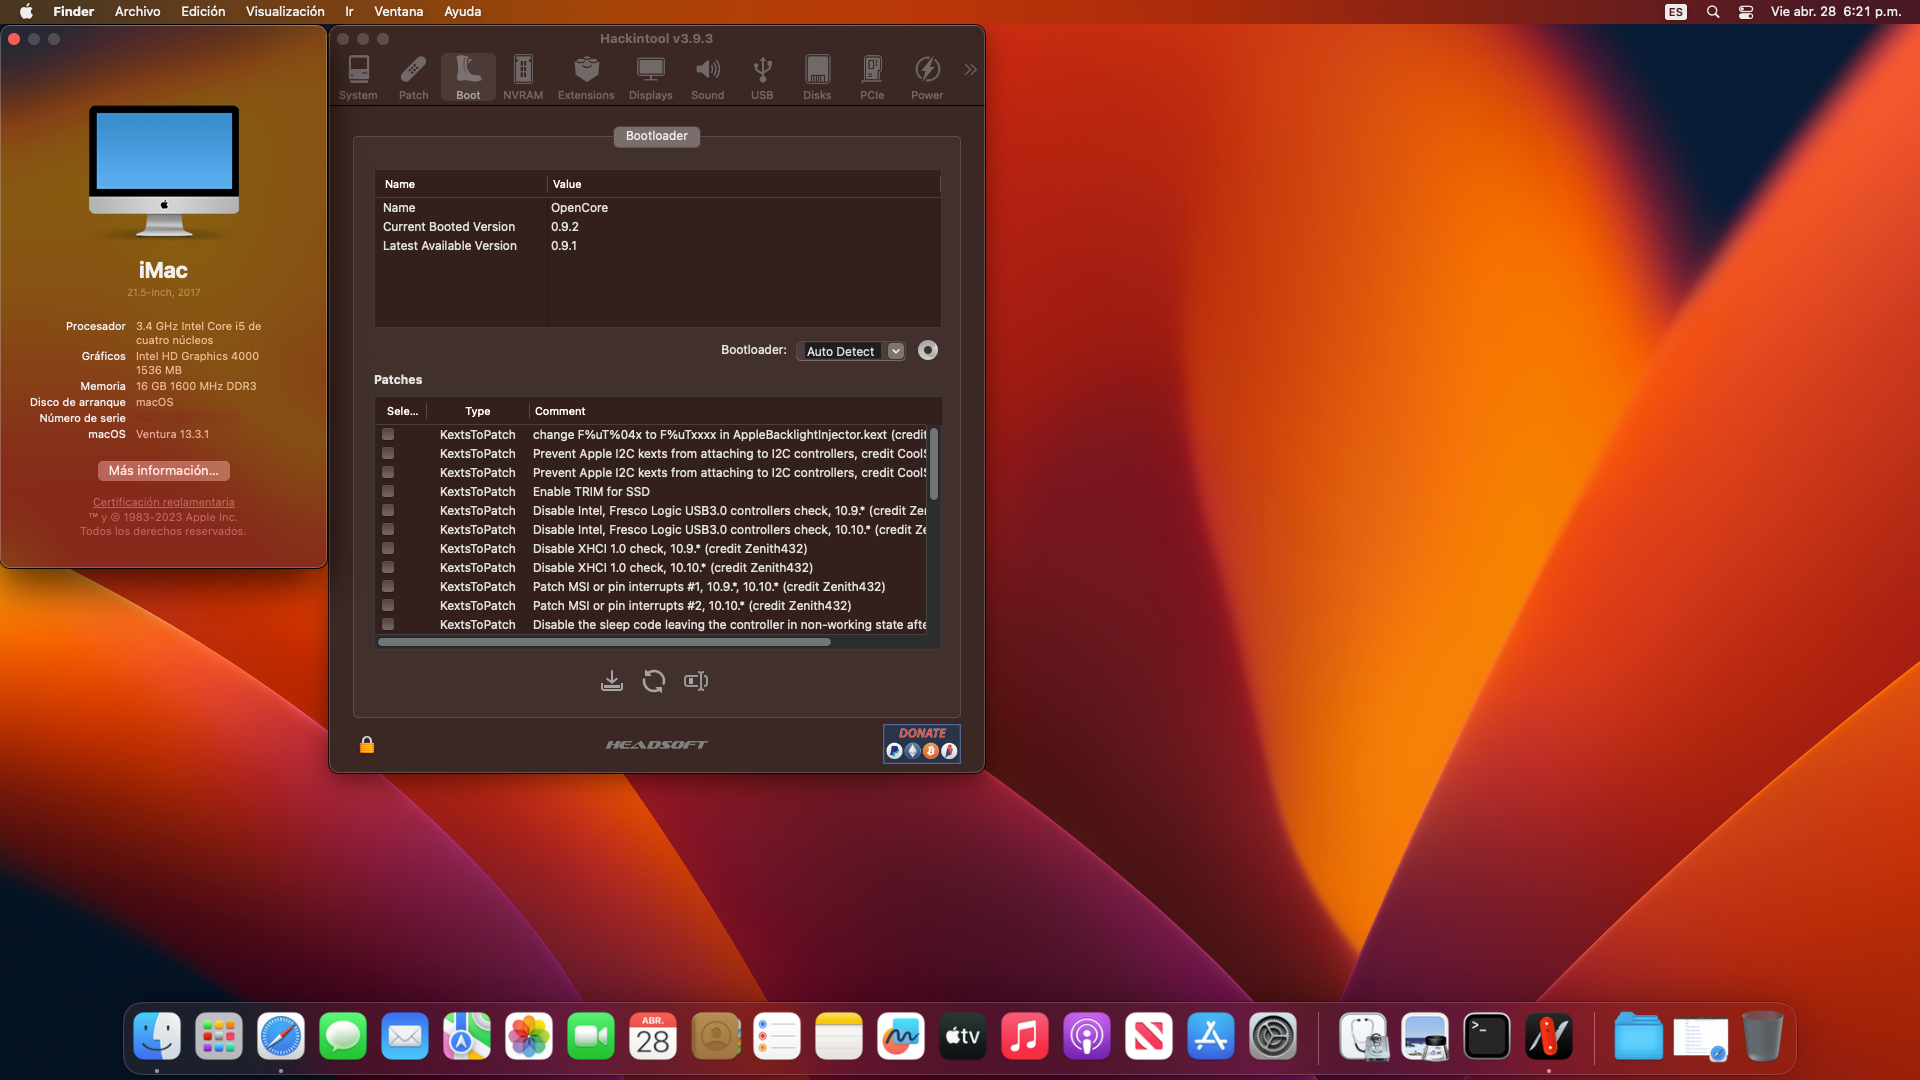 Finder Archivo Edición Visualización Ir Ventana Ayuda ES Vie abr. 28 6:21 p.m.
iMac
21.5-inch, 2017
Procesador 3.4 GHz Intel Core i5 de
cuatro núcleos
Gráficos Intel HD Graphics 4000
1536 MB
Memoria 16 GB 1600 MHz DDR3
Disco de arranque macOS
Número de serie
macOS Ventura 13.3.1
Más información...
Certificación reglamentaria
™ y © 1983-2023 Apple Inc.
Todos los derechos reservados.
Hackintool v3.9.3
System Patch Boot NVRAM Extensions Displays Sound USB Disks PCIe Power
Bootloader
Name Value
Name OpenCore
Current Booted Version 0.9.2
Latest Available Version 0.9.1
Bootloader: Auto Detect
Patches
Sele... Type Comment
KextsToPatch change F%uT%04x to F%uTxxxx in AppleBacklightInjector.kext (credit
KextsToPatch Prevent Apple I2C kexts from attaching to I2C controllers, credit CoolS
KextsToPatch Prevent Apple I2C kexts from attaching to I2C controllers, credit CoolS
KextsToPatch Enable TRIM for SSD
KextsToPatch Disable Intel, Fresco Logic USB3.0 controllers check, 10.9.* (credit Zen
KextsToPatch Disable Intel, Fresco Logic USB3.0 controllers check, 10.10.* (credit Ze
KextsToPatch Disable XHCI 1.0 check, 10.9.* (credit Zenith432)
KextsToPatch Disable XHCI 1.0 check, 10.10.* (credit Zenith432)
KextsToPatch Patch MSI or pin interrupts #1, 10.9.*, 10.10.* (credit Zenith432)
KextsToPatch Patch MSI or pin interrupts #2, 10.10.* (credit Zenith432)
KextsToPatch Disable the sleep code leaving the controller in non-working state afte
HEADSOFT
DONATE
ABR.
28
tv